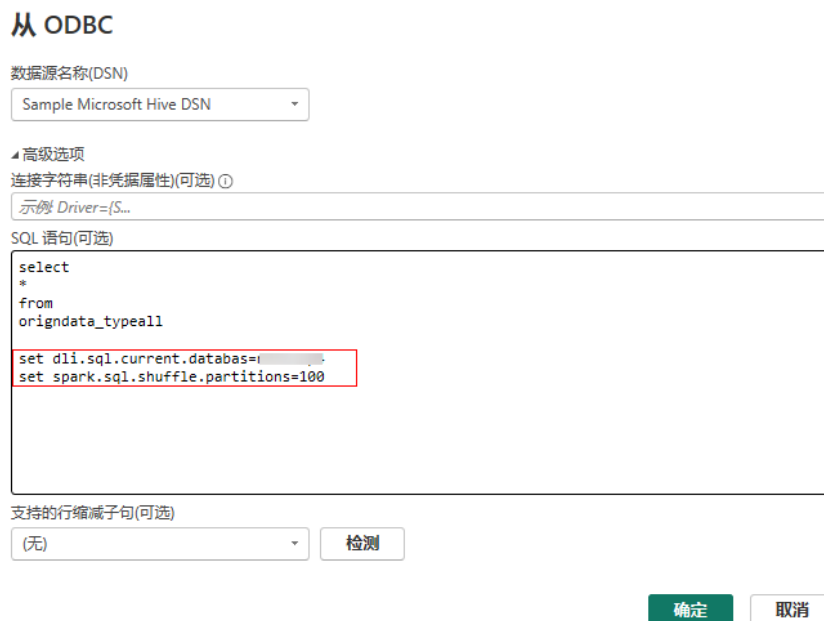 从 ODBC
数据源名称(DSN)
Sample Microsoft Hive DSN
高级选项
连接字符串(非凭据属性)(可选)
示例: Driver={S...
SQL 语句(可选)
select
*
from
origndata_typeall
set dli.sql.current.databas=
set spark.sql.shuffle.partitions=100
支持的行缩减子句(可选)
(无)
检测
确定
取消